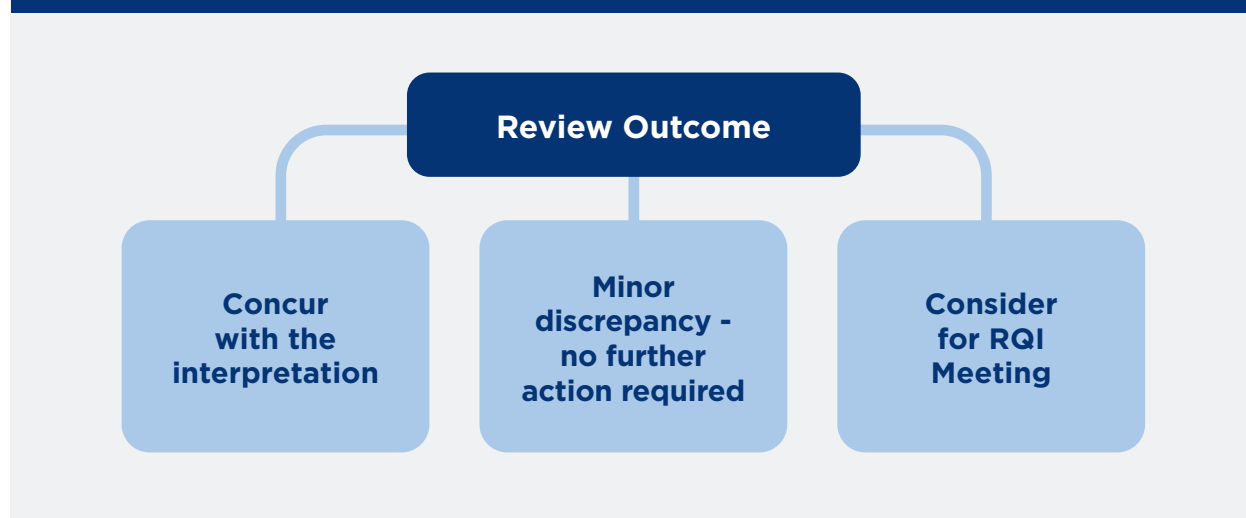 Review Outcome
Concur
with the
interpretation
Minor
discrepancy -
no further
action required
Consider
for RQI
Meeting